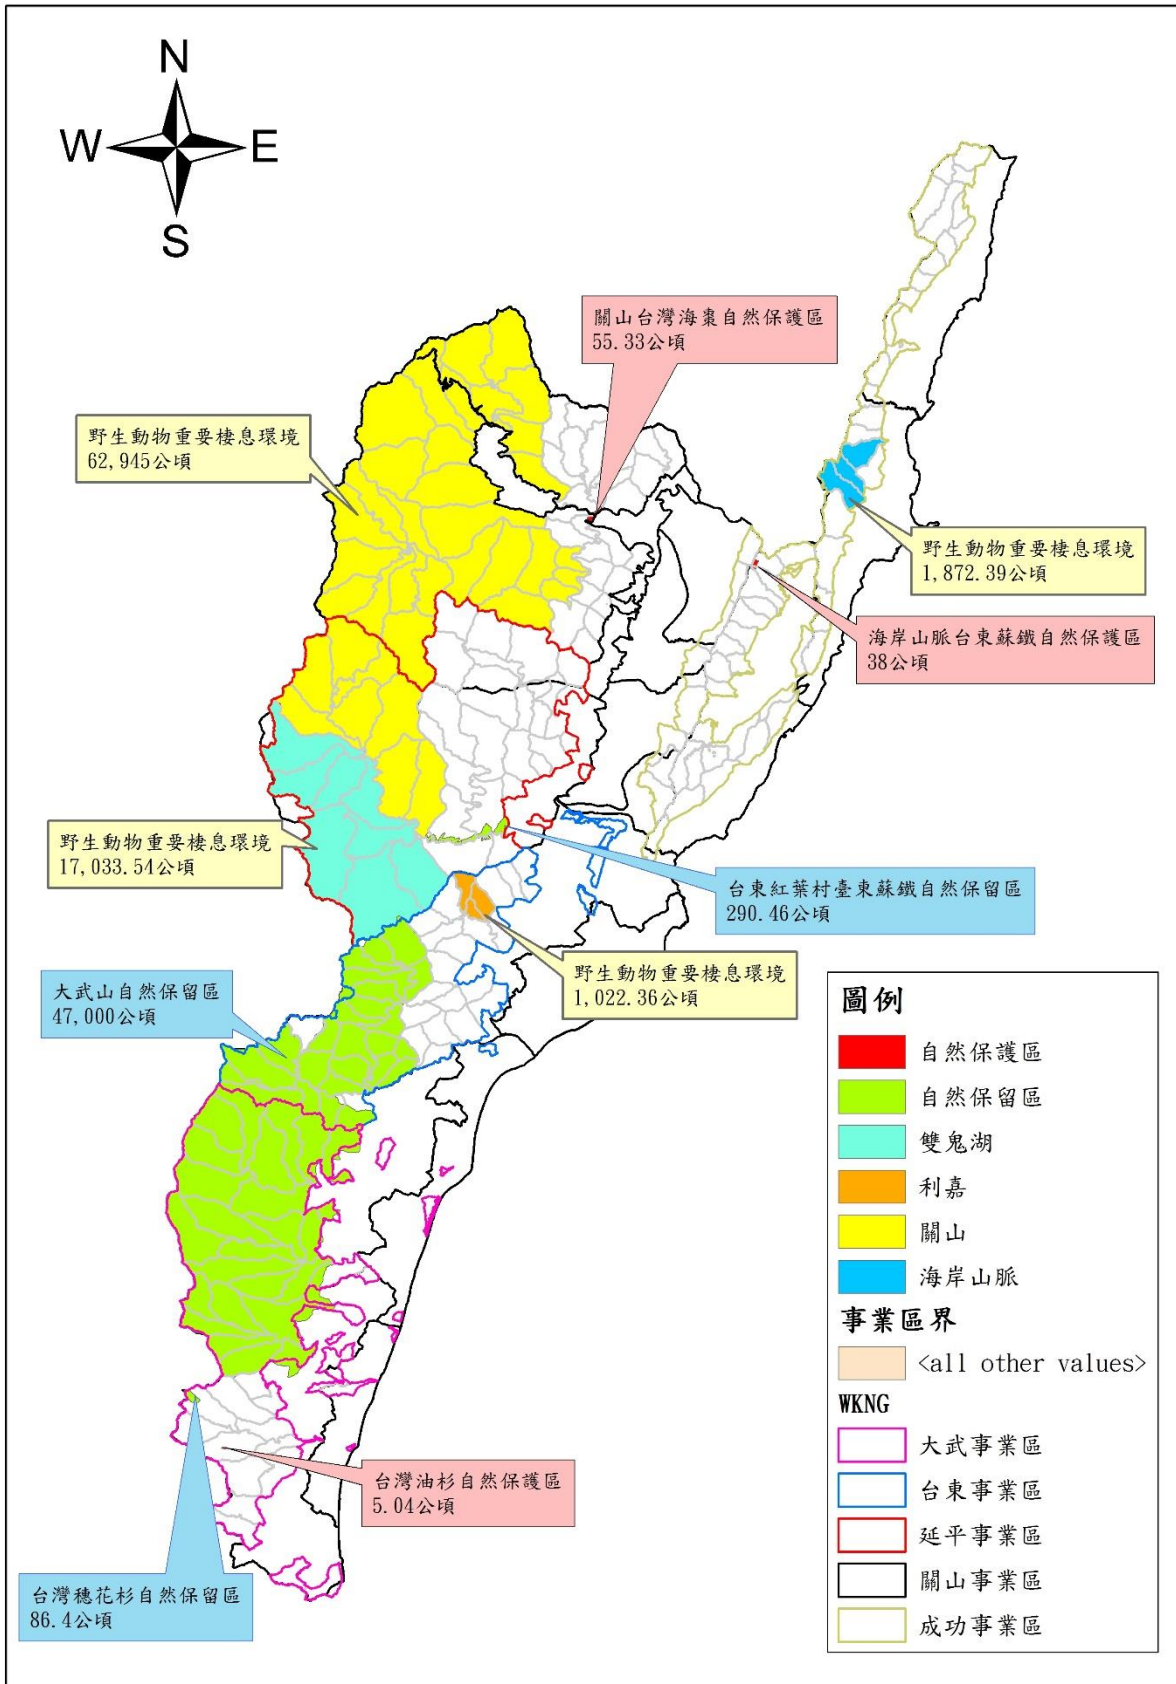 N
W
E
S
關山台灣海棗自然保護區
55.33公頃
野生動物重要棲息環境
62,945公頃
野生動物重要棲息環境
1,872.39公頃
海岸山脈台東蘇鐵自然保護區
38公頃
野生動物重要棲息環境
17,033.54公頃
台東紅葉村臺東蘇鐵自然保留區
290.46公頃
野生動物重要棲息環境
1,022.36公頃
大武山自然保留區
47,000公頃
台灣油杉自然保護區
5.04公頃
台灣穗花杉自然保留區
86.4公頃
圖例
自然保護區
自然保留區
雙鬼湖
利嘉
關山
海岸山脈
事業區界
<all other values>
WKNG
大武事業區
台東事業區
延平事業區
關山事業區
成功事業區